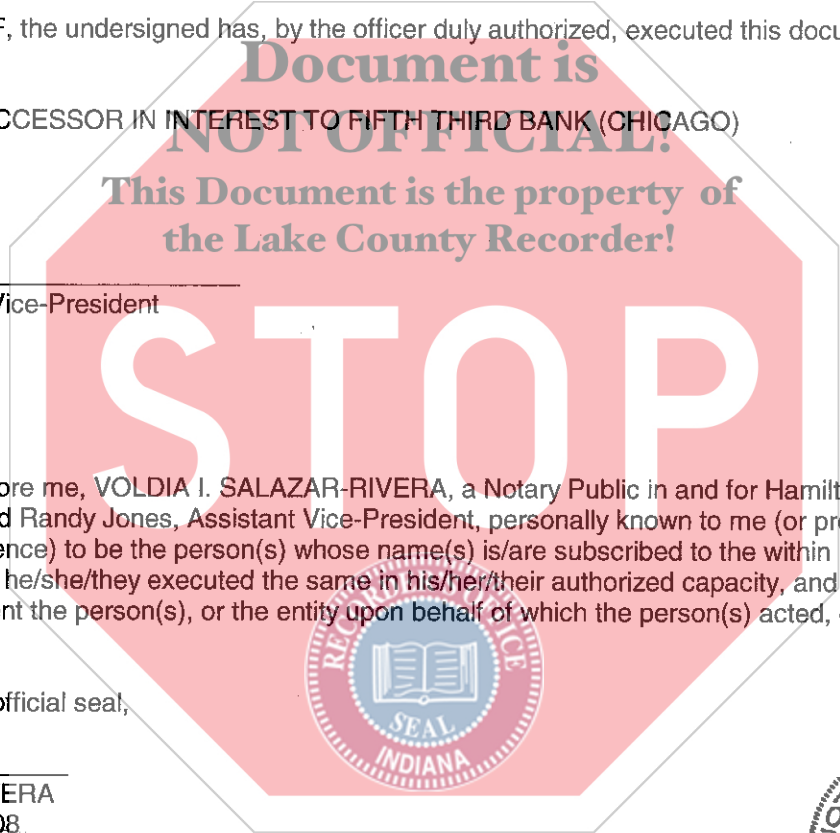 F, the undersigned has, by the officer duly authorized, executed this docu
Document is
CCESSOR IN INTEREST TO FIFTH THIRD BANK (CHICAGO)
NOT OFFICIAL!
This Document is the property of
the Lake County Recorder!
Vice-President
STOP
ore me, VOLDIA I. SALAZAR-RIVERA, a Notary Public in and for Hamilt
d Randy Jones, Assistant Vice-President, personally known to me (or pro
ence) to be the person(s) whose name(s) is/are subscribed to the within
he/she/they executed the same in his/her/their authorized capacity, and
nt the person(s), or the entity upon behalf of which the person(s) acted,
RECORDER'S OFFICE
SEAL
INDIANA
official seal,
ERA
08